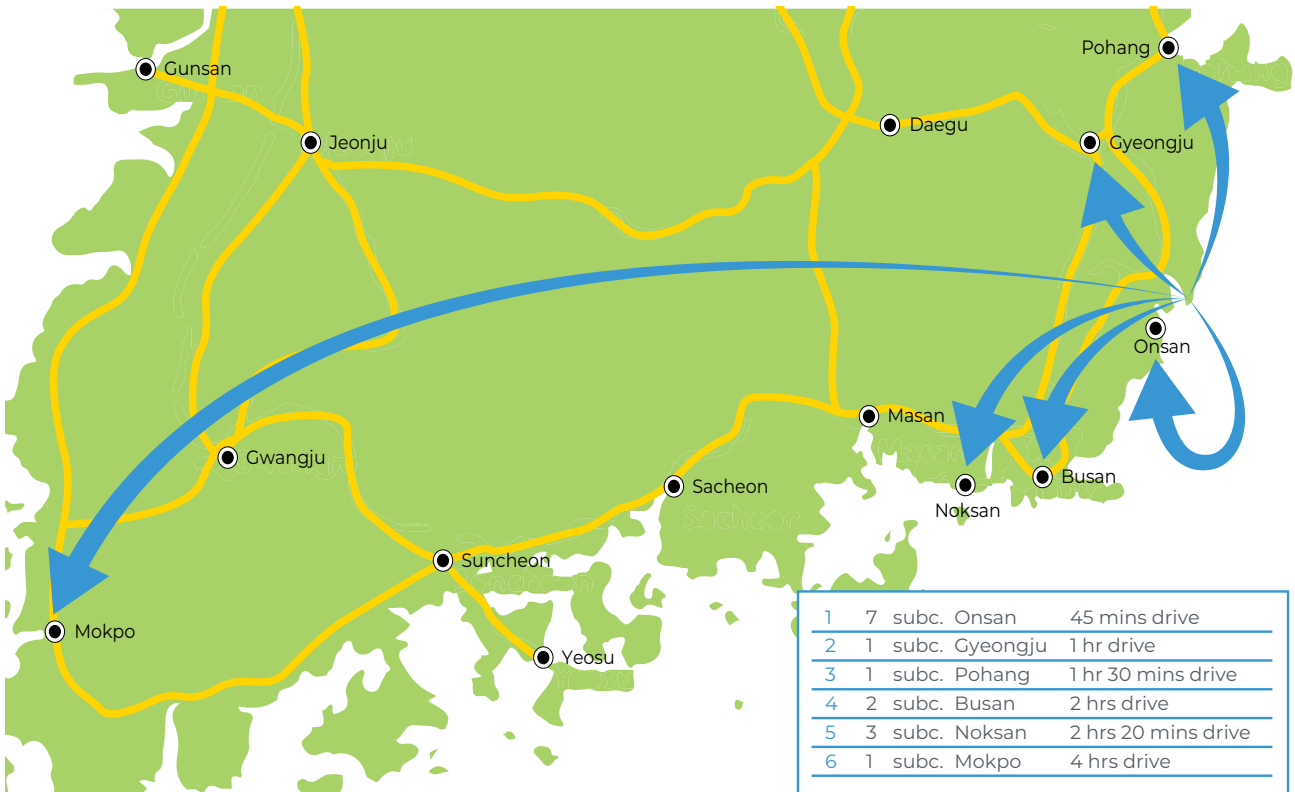 Pohang
Gunsan
Daegu
Jeonju
Gyeongju
Onsan
Masan
Gwangju
Busan
Sacheon
Noksan
Suncheon
Mokpo
Yeosu
1 7 subc. Onsan 45 mins drive
2 1 subc. Gyeongju 1 hr drive
3 1 subc. Pohang 1 hr 30 mins drive
4 2 subc. Busan 2 hrs drive
5 3 subc. Noksan 2 hrs 20 mins drive
6 1 subc. Mokpo 4 hrs drive